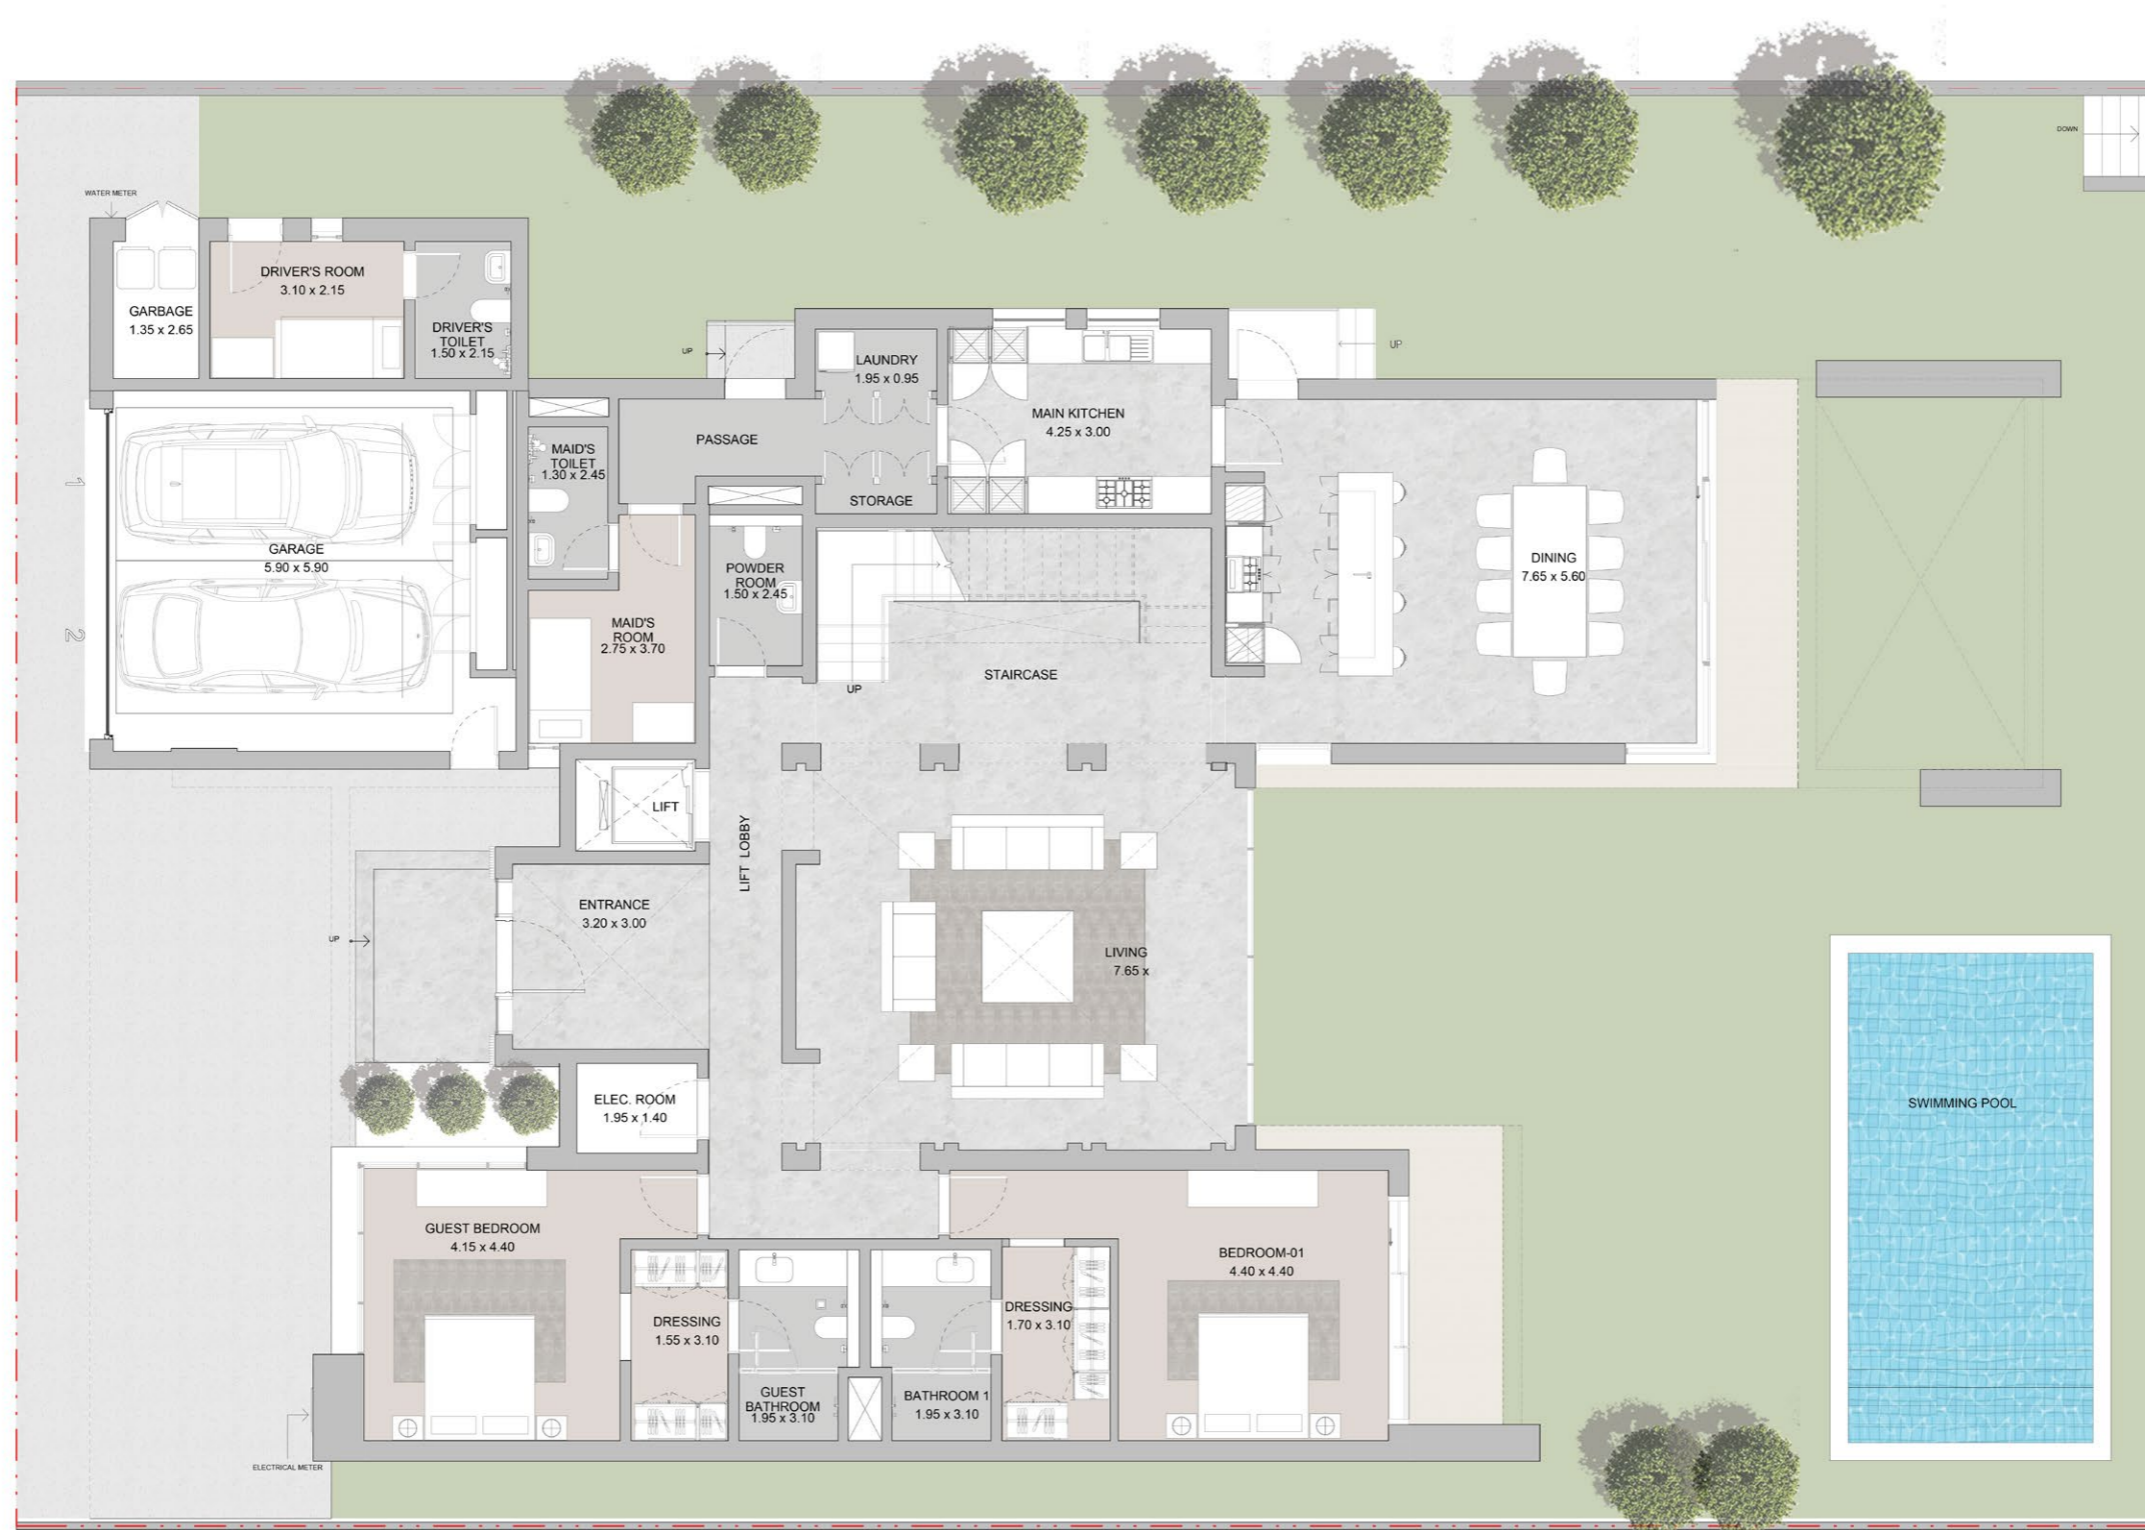 DOWN
WATER METER
DRIVER'S ROOM
3.10 x 2.15
GARBAGE
1.35 x 2.65
DRIVER'S
TOILET
1.50 x 2.15
UP
LAUNDRY
1.95 x 0.95
UP
MAIN KITCHEN
4.25 x 3.00
PASSAGE
MAID'S
TOILET
1.30 x 2.45
STORAGE
1
GARAGE
5.90 x 5.90
POWDER
ROOM
1.50 x 2.45
DINING
7.65 x 5.60
2
MAID'S
ROOM
2.75 x 3.70
STAIRCASE
UP
LIFT
LIFT LOBBY
ENTRANCE
3.20 x 3.00
UP
LIVING
7.65 x
ELEC. ROOM
1.95 x 1.40
SWIMMING POOL
GUEST BEDROOM
4.15 x 4.40
BEDROOM-01
4.40 x 4.40
DRESSING
1.55 x 3.10
DRESSING
1.70 x 3.10
GUEST
BATHROOM
1.95 x 3.10
BATHROOM 1
1.95 x 3.10
ELECTRICAL METER